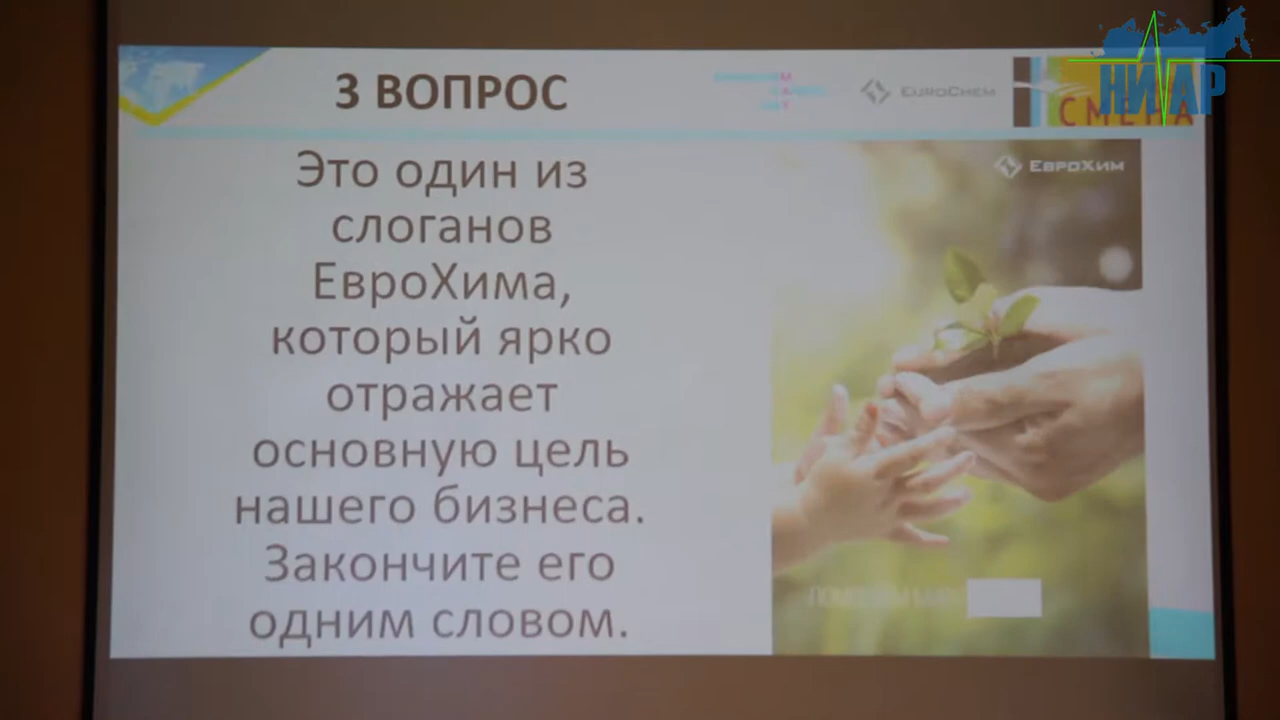 3 ВОПРОС
EUROCHEM
СМЕНА
НИАР
ЕВРОХИМ
Это один из
слоганов
ЕвроХима,
который ярко
отражает
основную цель
нашего бизнеса.
Закончите его
одним словом.